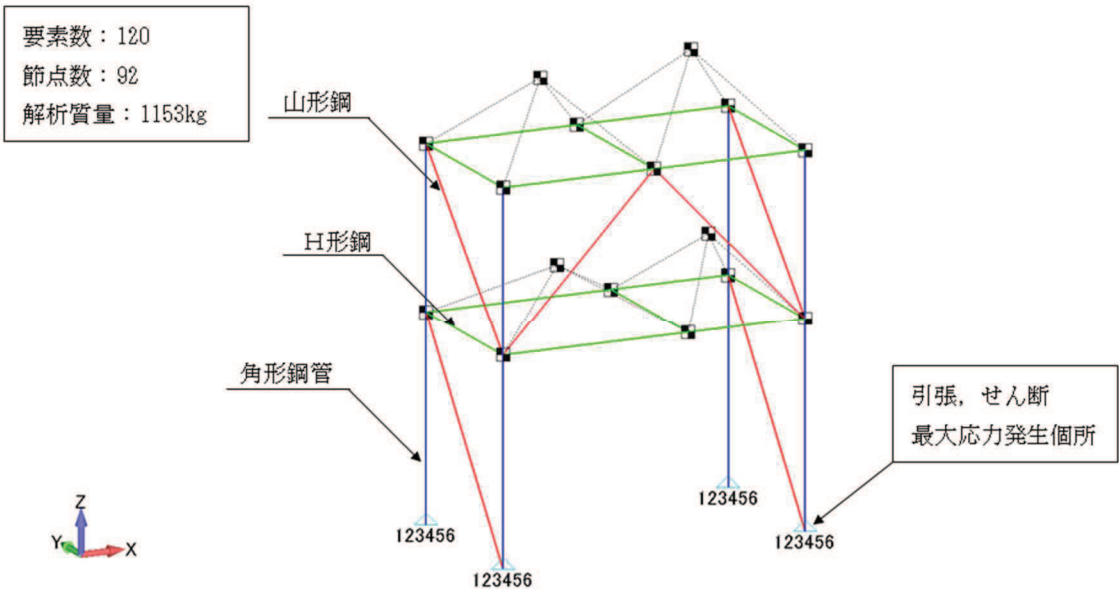 要素数：120
節点数：92
解析質量：1153kg
山形鋼
H形鋼
角形鋼管
引張，せん断
最大応力発生個所
123456
123456
123456
123456
Z
Y
X